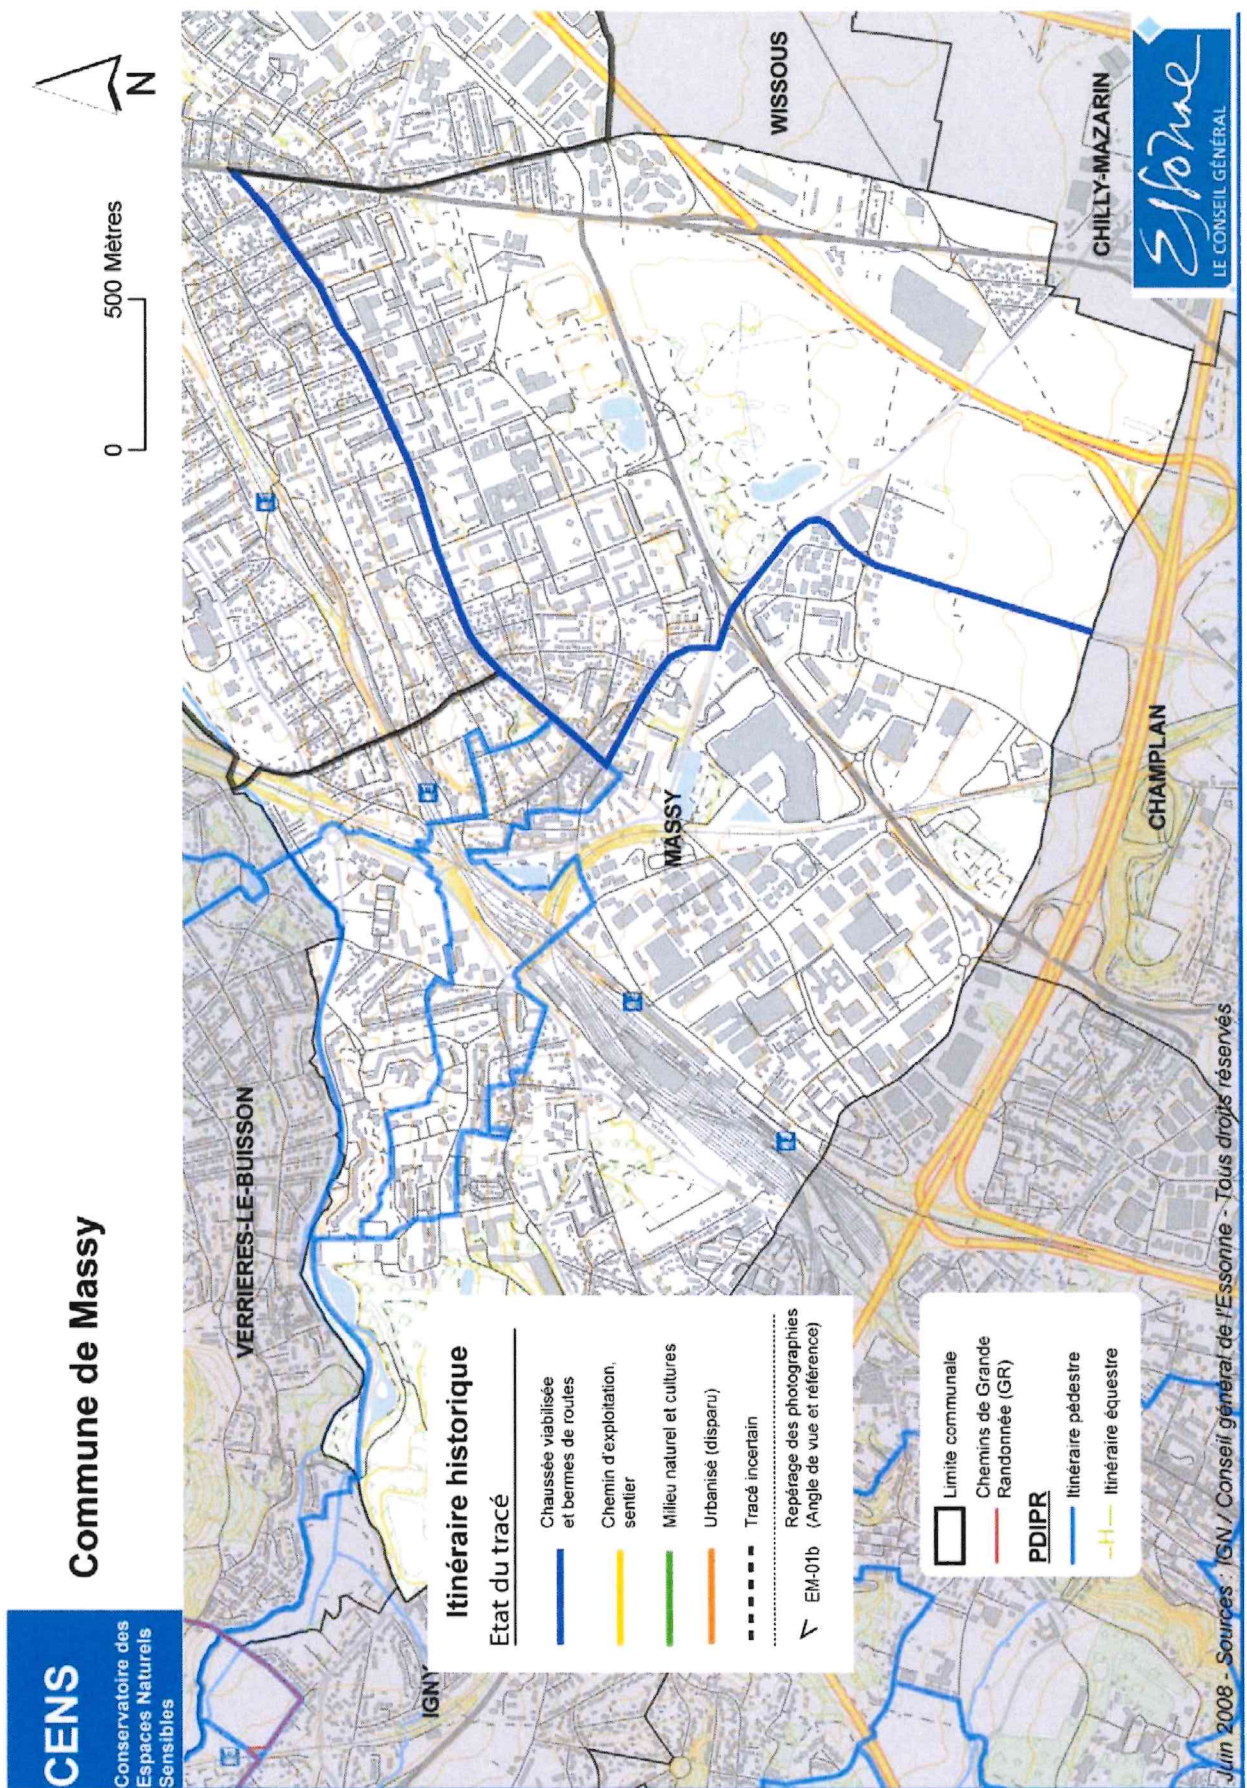 CENS
Conservatoire des
Espaces Naturels
Sensibles
Commune de Massy
0 500 Mètres
N
VERRIERES-LE-BUISSON
IGNY
MASSY
WISSOUS
CHILLY-MAZARIN
CHAMPLAN
Itinéraire historique
Etat du tracé
Chaussée viabilisée
et bermes de routes
Chemin d'exploitation,
sentier
Milieu naturel et cultures
Urbanisé (disparu)
Tracé incertain
Repérage des photographies
EM-01b (Angle de vue et référence)
Limite communale
Chemins de Grande
Randonnée (GR)
PDIPR
Itinéraire pédestre
H Itinéraire équestre
Essonne
LE CONSEIL GÉNÉRAL
Juin 2008 - Sources : IGN / Conseil général de l'Essonne - Tous droits réservés